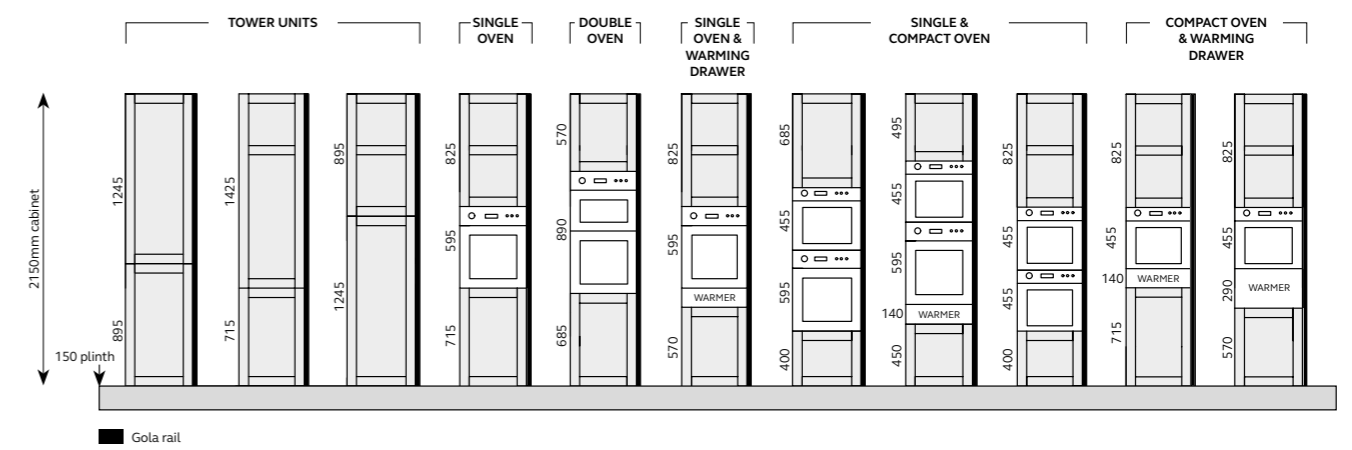 TOWER UNITS
SINGLE
OVEN
DOUBLE
OVEN
SINGLE
OVEN &
WARMING
DRAWER
SINGLE &
COMPACT OVEN
COMPACT OVEN
& WARMING
DRAWER
2150mm cabinet
150 plinth
1245
895
1425
715
895
1245
825
595
715
570
890
685
825
595
WARMER
570
685
455
595
400
495
455
595
140
WARMER
450
825
455
455
400
825
455
140
WARMER
715
825
455
290
WARMER
570
Gola rail